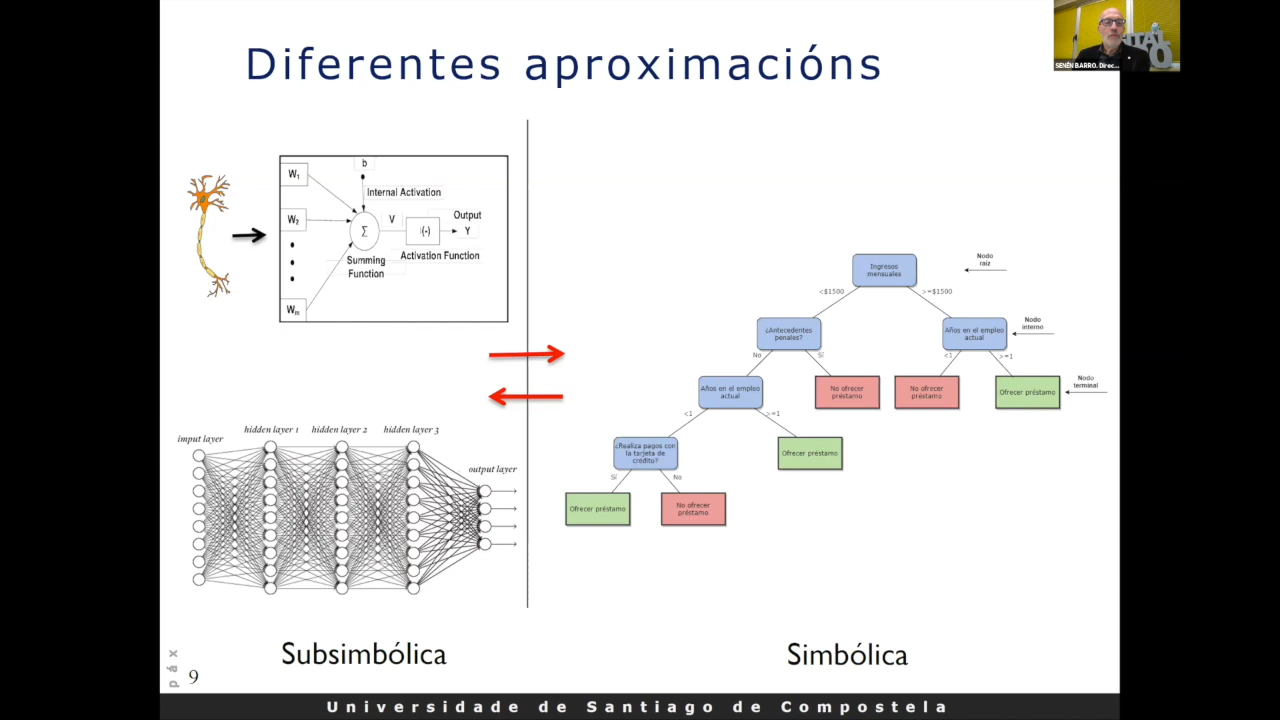 Diferentes aproximacións
SENÉN BARRO. Direc...
W1
W2
Wm
b
Internal Activation
Σ
V
Output
Y
Summing
Function
Activation Function
input layer
hidden layer 1
hidden layer 2
hidden layer 3
output layer
Subsimbólica
Ingresos
mensuales
Nodo
raíz
<$1500
>=$1500
¿Antecedentes
penales?
Años en el empleo
actual
Nodo
interno
No
Sí
<1
>=1
Años en el empleo
actual
No ofrecer
préstamo
No ofrecer
préstamo
Ofrecer préstamo
Nodo
terminal
<1
>=1
¿Realiza pagos con
la tarjeta de
crédito?
Ofrecer préstamo
Sí
No
Ofrecer préstamo
No ofrecer
préstamo
Simbólica
páx
9
Universidade de Santiago de Compostela